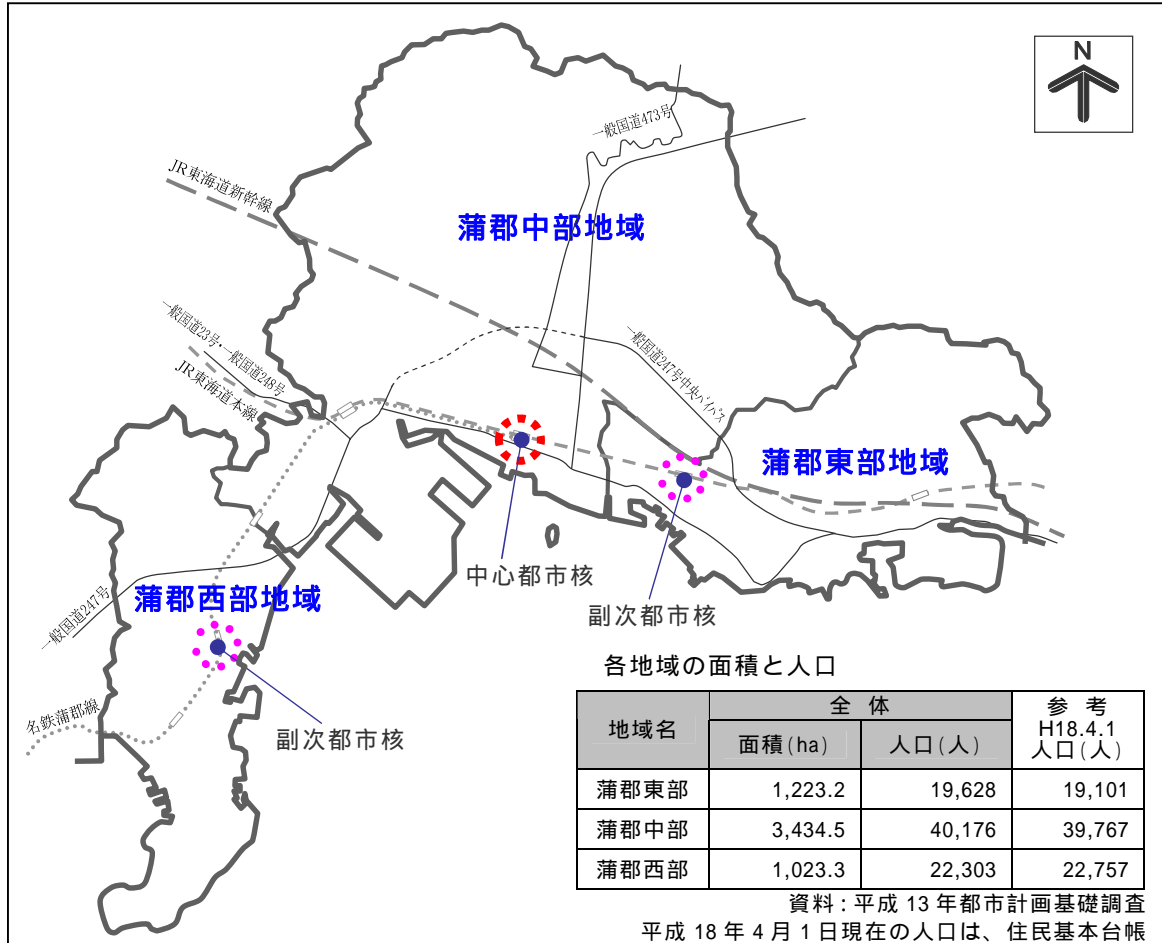 N
一般国道473号
JR東海道新幹線
蒲郡中部地域
一般国道23号・一般国道248号
JR東海道本線
一般国道247号中央バイパス
蒲郡東部地域
中心都市核
副次都市核
一般国道247号
蒲郡西部地域
名鉄蒲郡線
副次都市核
各地域の面積と人口
地域名 全 体 参 考 H18.4.1 人口(人)
面積(ha) 人口(人)
蒲郡東部 1,223.2 19,628 19,101
蒲郡中部 3,434.5 40,176 39,767
蒲郡西部 1,023.3 22,303 22,757
資料:平成13年都市計画基礎調査
平成18年4月1日現在の人口は、住民基本台帳